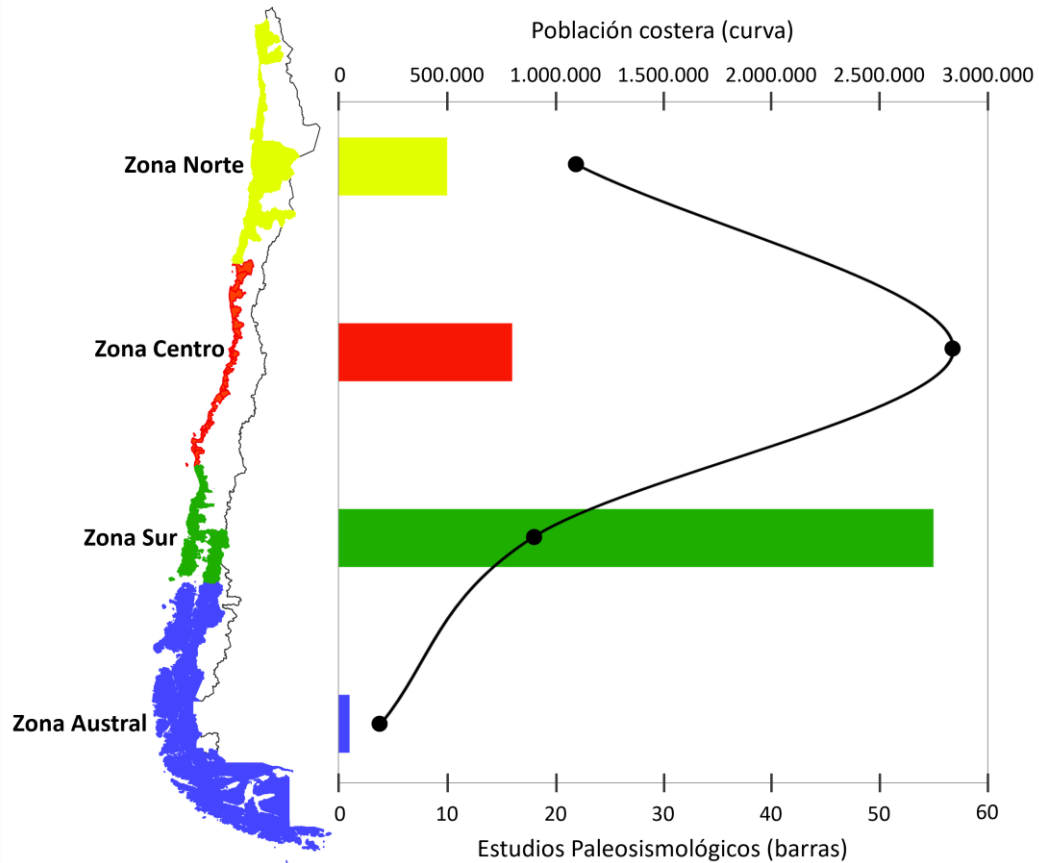 Población costera (curva)
0 500.000 1.000.000 1.500.000 2.000.000 2.500.000 3.000.000
Zona Norte
Zona Centro
Zona Sur
Zona Austral
0 10 20 30 40 50 60
Estudios Paleosismológicos (barras)